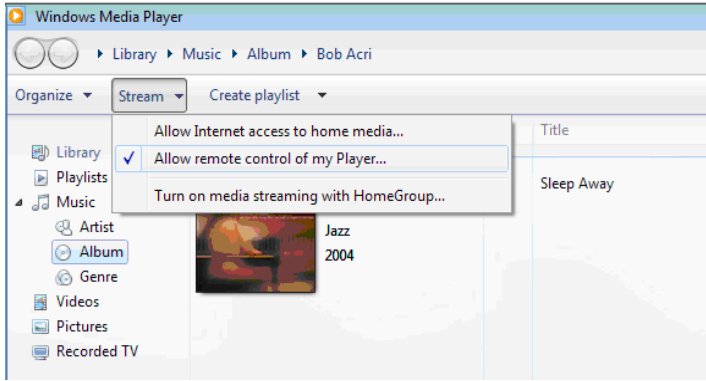 Windows Media Player
Library Music Album Bob Acri
Organize Stream Create playlist
Allow Internet access to home media...
Allow remote control of my Player...
Turn on media streaming with HomeGroup...
Title
Library
Playlists
Music
Artist
Album
Genre
Videos
Pictures
Recorded TV
Jazz
2004
Sleep Away